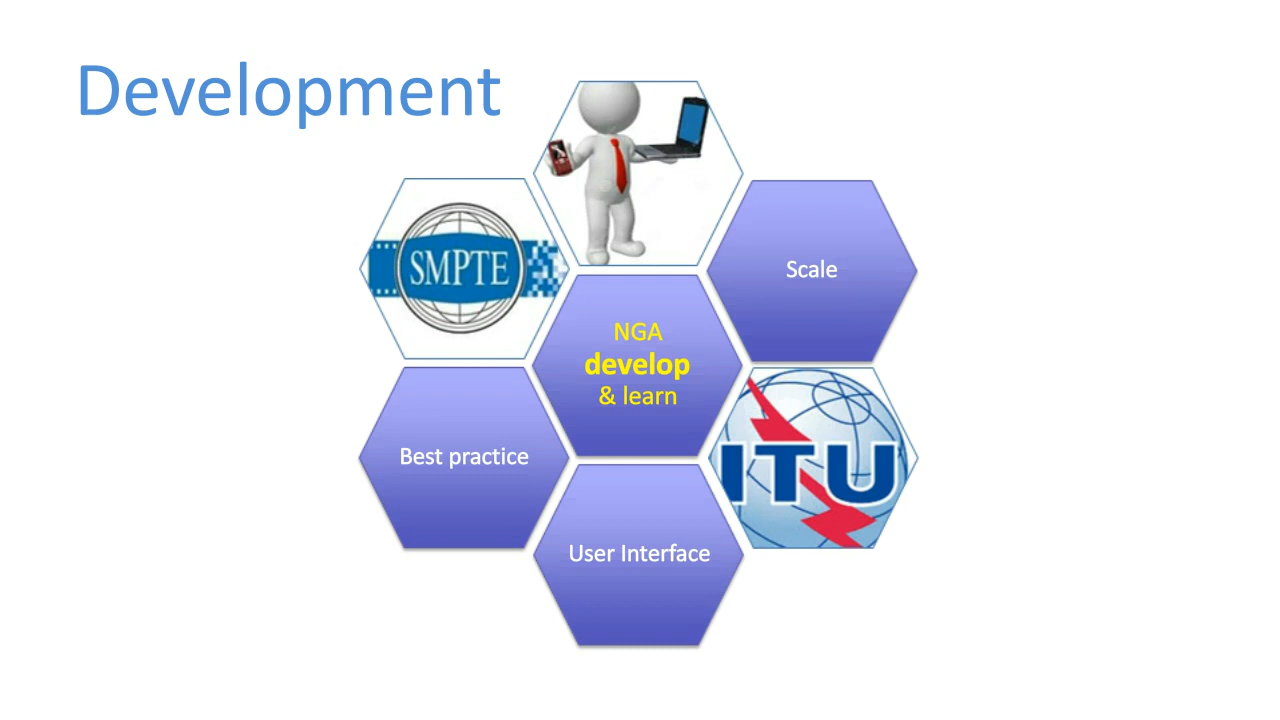 Development
SMPTE
Scale
NGA
develop
& learn
Best practice
ITU
User Interface